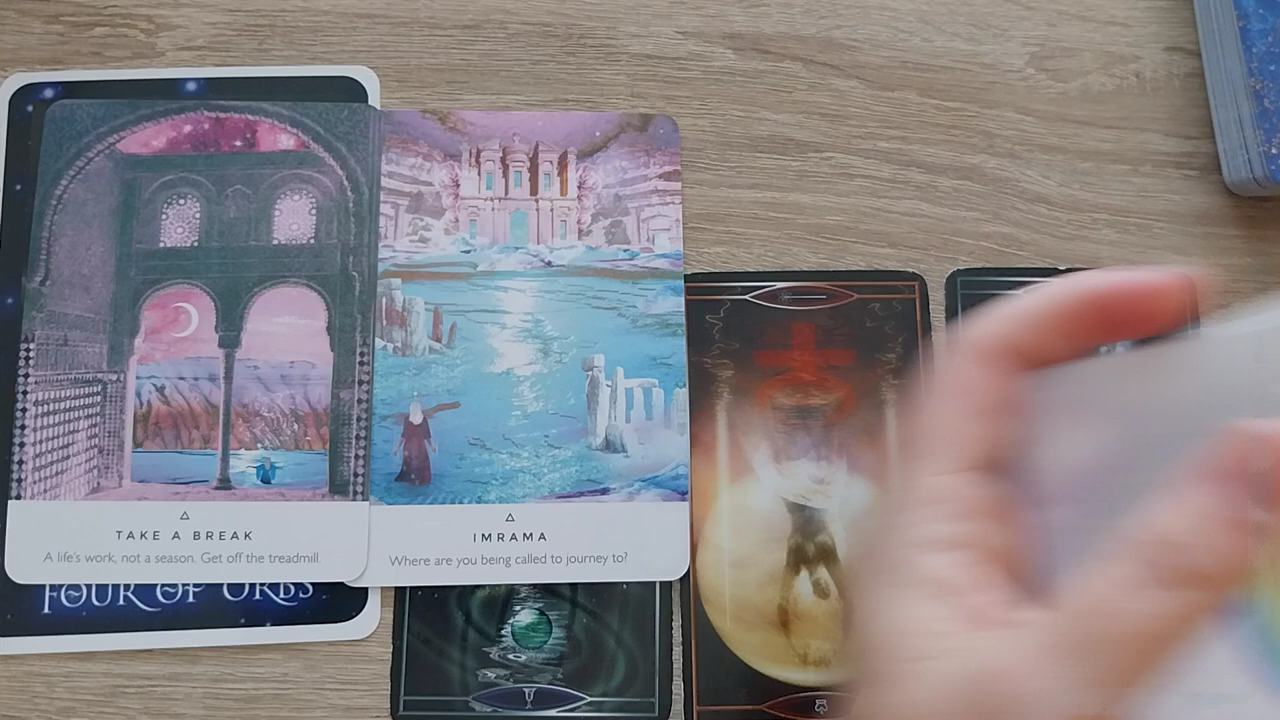 TAKE A BREAK
A life's work, not a season. Get off the treadmill.
IMRAMA
Where are you being called to journey to?
FOUR OF ORBS